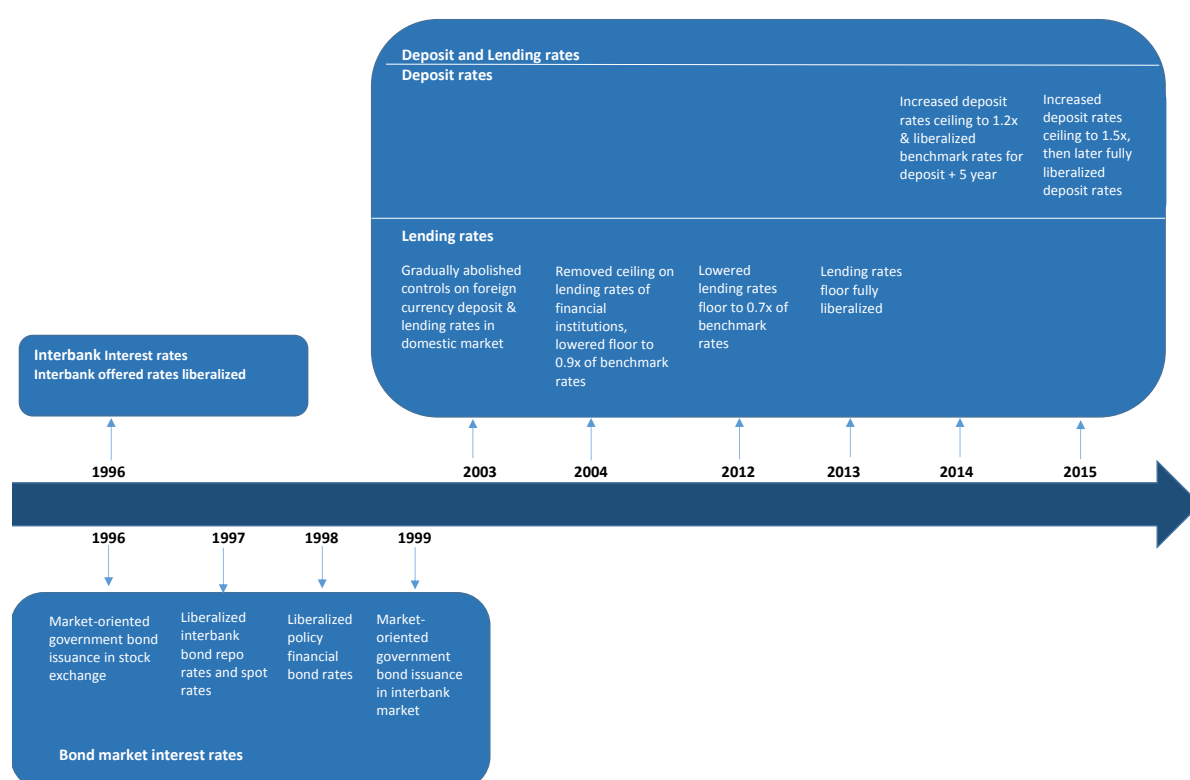 Deposit and Lending rates
Deposit rates
Increased deposit
rates ceiling to 1.2x
& liberalized
benchmark rates for
deposit + 5 year
Increased
deposit rates
ceiling to 1.5x,
then later fully
liberalized
deposit rates
Lending rates
Gradually abolished
controls on foreign
currency deposit &
lending rates in
domestic market
Removed ceiling on
lending rates of
financial
institutions,
lowered floor to
0.9x of benchmark
rates
Lowered
lending rates
floor to 0.7x of
benchmark
rates
Lending rates
floor fully
liberalized
Interbank Interest rates
Interbank offered rates liberalized
1996
2003
2004
2012
2013
2014
2015
1996
1997
1998
1999
Market-oriented
government bond
issuance in stock
exchange
Liberalized
interbank
bond repo
rates and spot
rates
Liberalized
policy
financial
bond rates
Market-
oriented
government
bond issuance
in interbank
market
Bond market interest rates